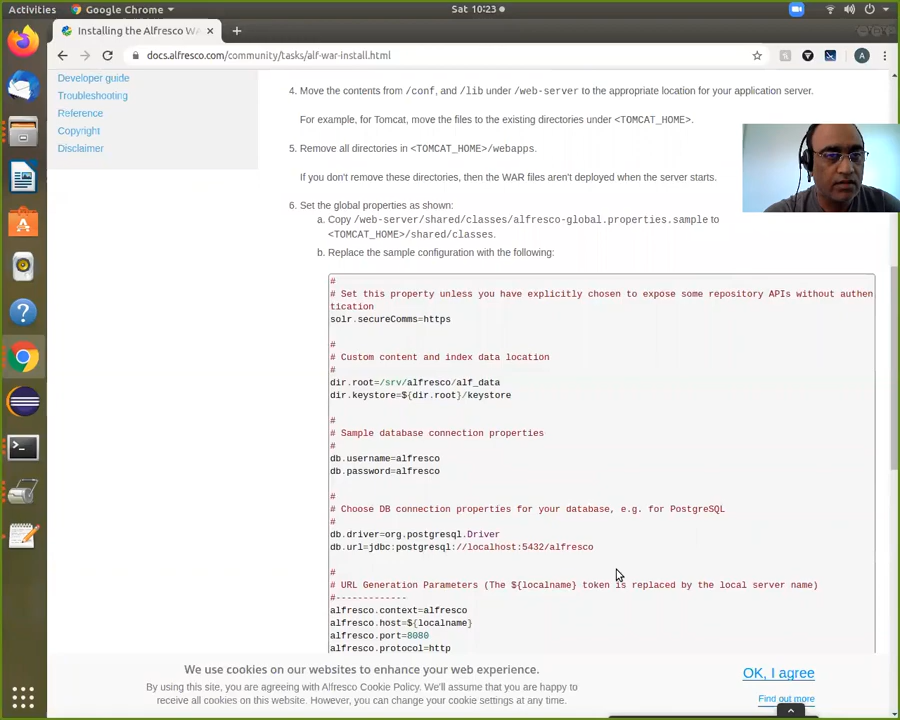 Activities
Google Chrome
Sat 10:23
Installing the Alfresco WA
docs.alfresco.com/community/tasks/alf-war-install.html
A
Developer guide
Troubleshooting
Reference
Copyright
Disclaimer
4. Move the contents from /conf, and /lib under /web-server to the appropriate location for your application server.
For example, for Tomcat, move the files to the existing directories under <TOMCAT_HOME>.
5. Remove all directories in <TOMCAT_HOME>/webapps.
If you don't remove these directories, then the WAR files aren't deployed when the server starts.
6. Set the global properties as shown:
a. Copy /web-server/shared/classes/alfresco-global.properties.sample to
<TOMCAT_HOME>/shared/classes.
b. Replace the sample configuration with the following:
#
# Set this property unless you have explicitly chosen to expose some repository APIs without authen
tication
solr.secureComms=https
#
# Custom content and index data location
#
dir.root=/srv/alfresco/alf_data
dir.keystore=${dir.root}/keystore
#
# Sample database connection properties
#
db.username=alfresco
db.password=alfresco
#
# Choose DB connection properties for your database, e.g. for PostgreSQL
#
db.driver=org.postgresql.Driver
db.url=jdbc:postgresql://localhost:5432/alfresco
#
# URL Generation Parameters (The ${localname} token is replaced by the local server name)
#-------------
alfresco.context=alfresco
alfresco.host=${localname}
alfresco.port=8080
alfresco.protocol=http
We use cookies on our websites to enhance your web experience.
By using this site, you are agreeing with Alfresco Cookie Policy. We'll assume that you are happy to
receive all cookies on this website. However, you can change your cookie settings at any time.
OK, I agree
Find out more